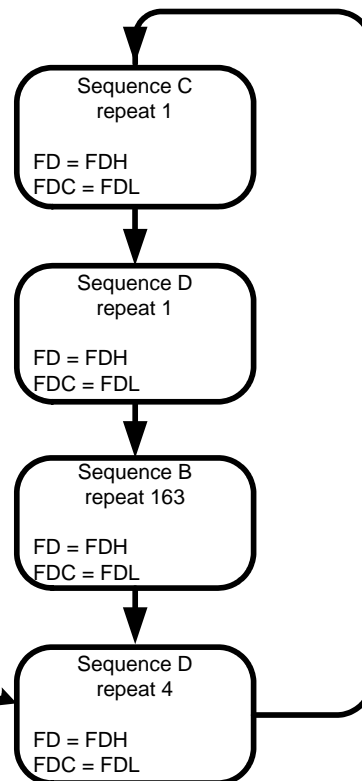 Sequence C
repeat 1
FD = FDH
FDC = FDL
Sequence D
repeat 1
FD = FDH
FDC = FDL
Sequence B
repeat 163
FD = FDH
FDC = FDL
Sequence D
repeat 4
FD = FDH
FDC = FDL